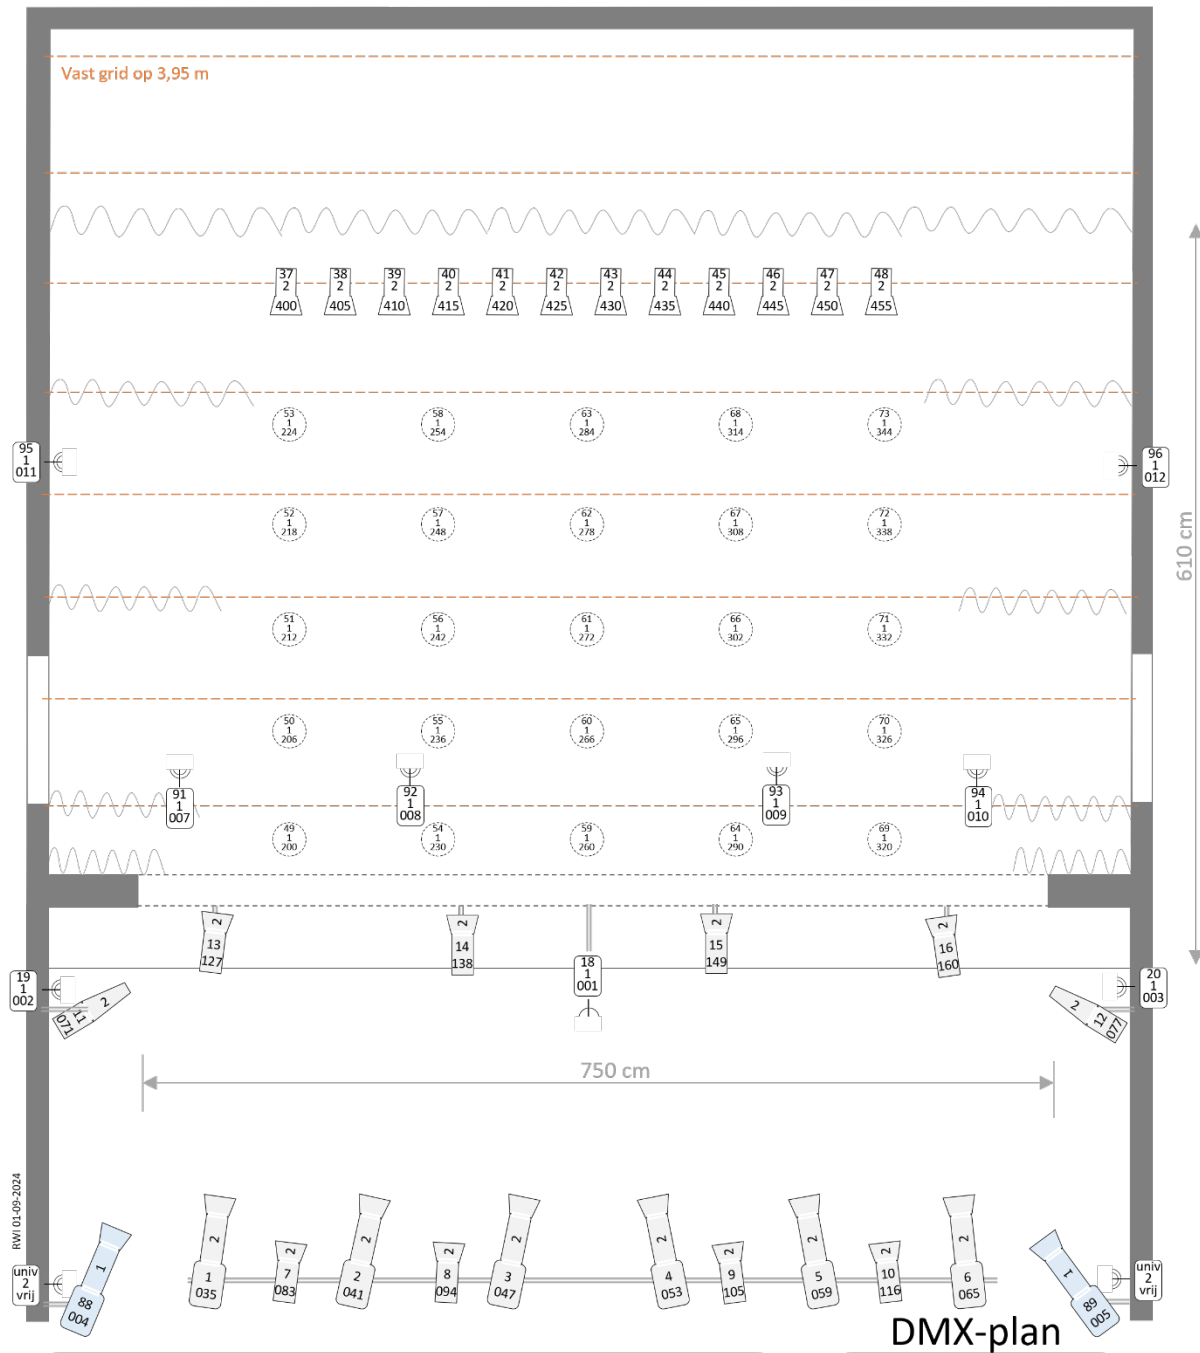 Vast grid op 3,95 m
37 38 39 40 41 42 43 44 45 46 47 48
2 2 2 2 2 2 2 2 2 2 2 2
400 405 410 415 420 425 430 435 440 445 450 455
53 58 63 68 73
1 1 1 1 1
224 254 284 314 344
95
1
011
96
1
012
52 57 62 67 72
1 1 1 1 1
218 248 278 308 338
610 cm
51 56 61 66 71
1 1 1 1 1
212 242 272 302 332
50 55 60 65 70
1 1 1 1 1
206 236 266 296 326
91 92 93 94
1 1 1 1
007 008 009 010
49 54 59 64 69
1 1 1 1 1
200 230 260 290 320
2 2 2 2
13 14 15 16
127 138 149 160
18
1
001
19
1
002
20
1
003
2
11
071
2
12
077
750 cm
RWI 01-09-2024
univ
2
vrij
univ
2
vrij
1
88
004
2 2 2 2 2 2 2 2 2 2
1 7 2 8 3 4 9 5 10 6
035 083 041 094 047 053 105 059 116 065
1
89
005
DMX-plan